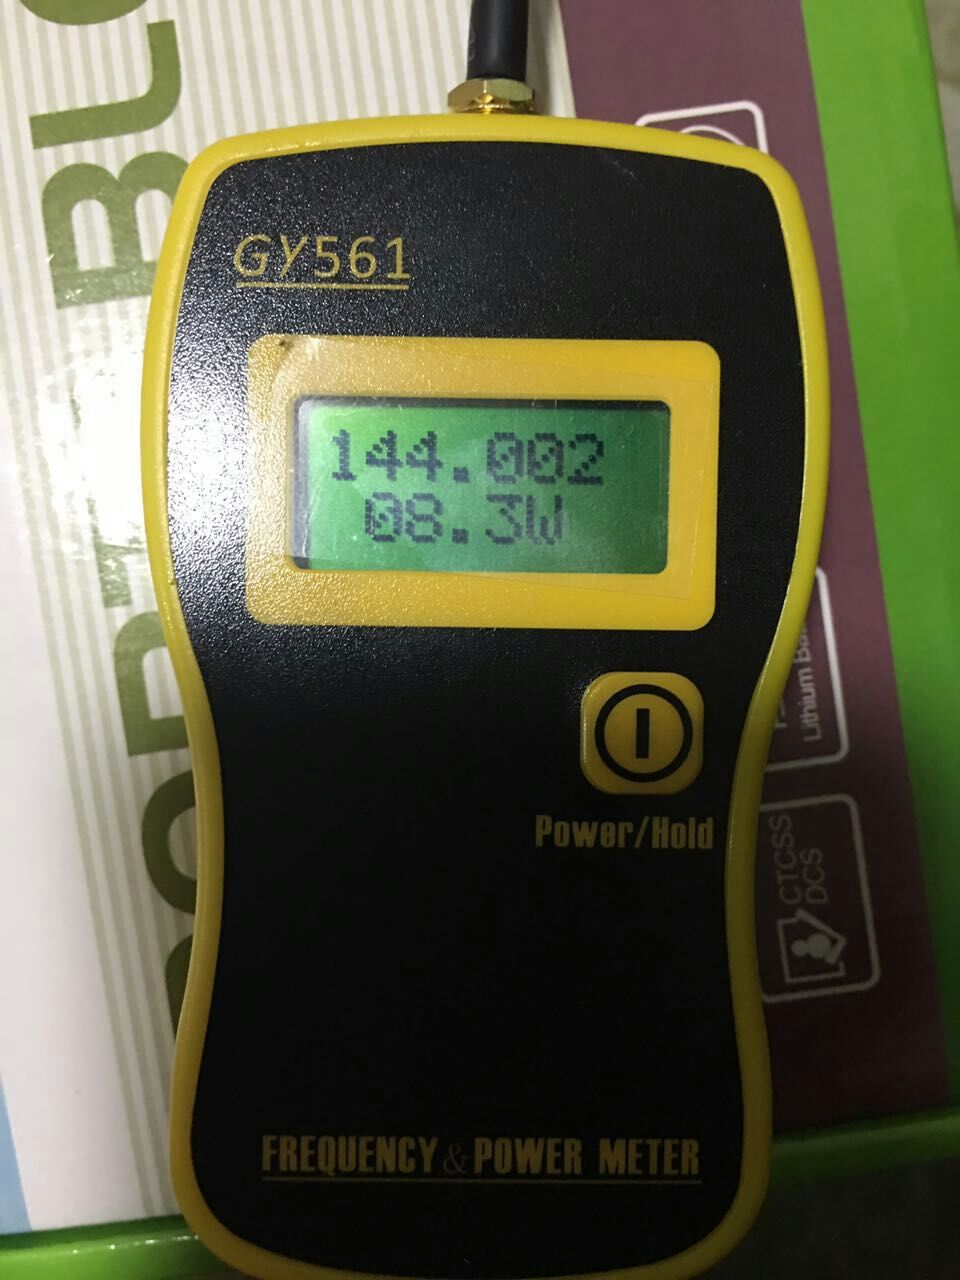 GY561
144.002
08.3W
Power/Hold
FREQUENCY & POWER METER
Lithium
CTCSS
DCS